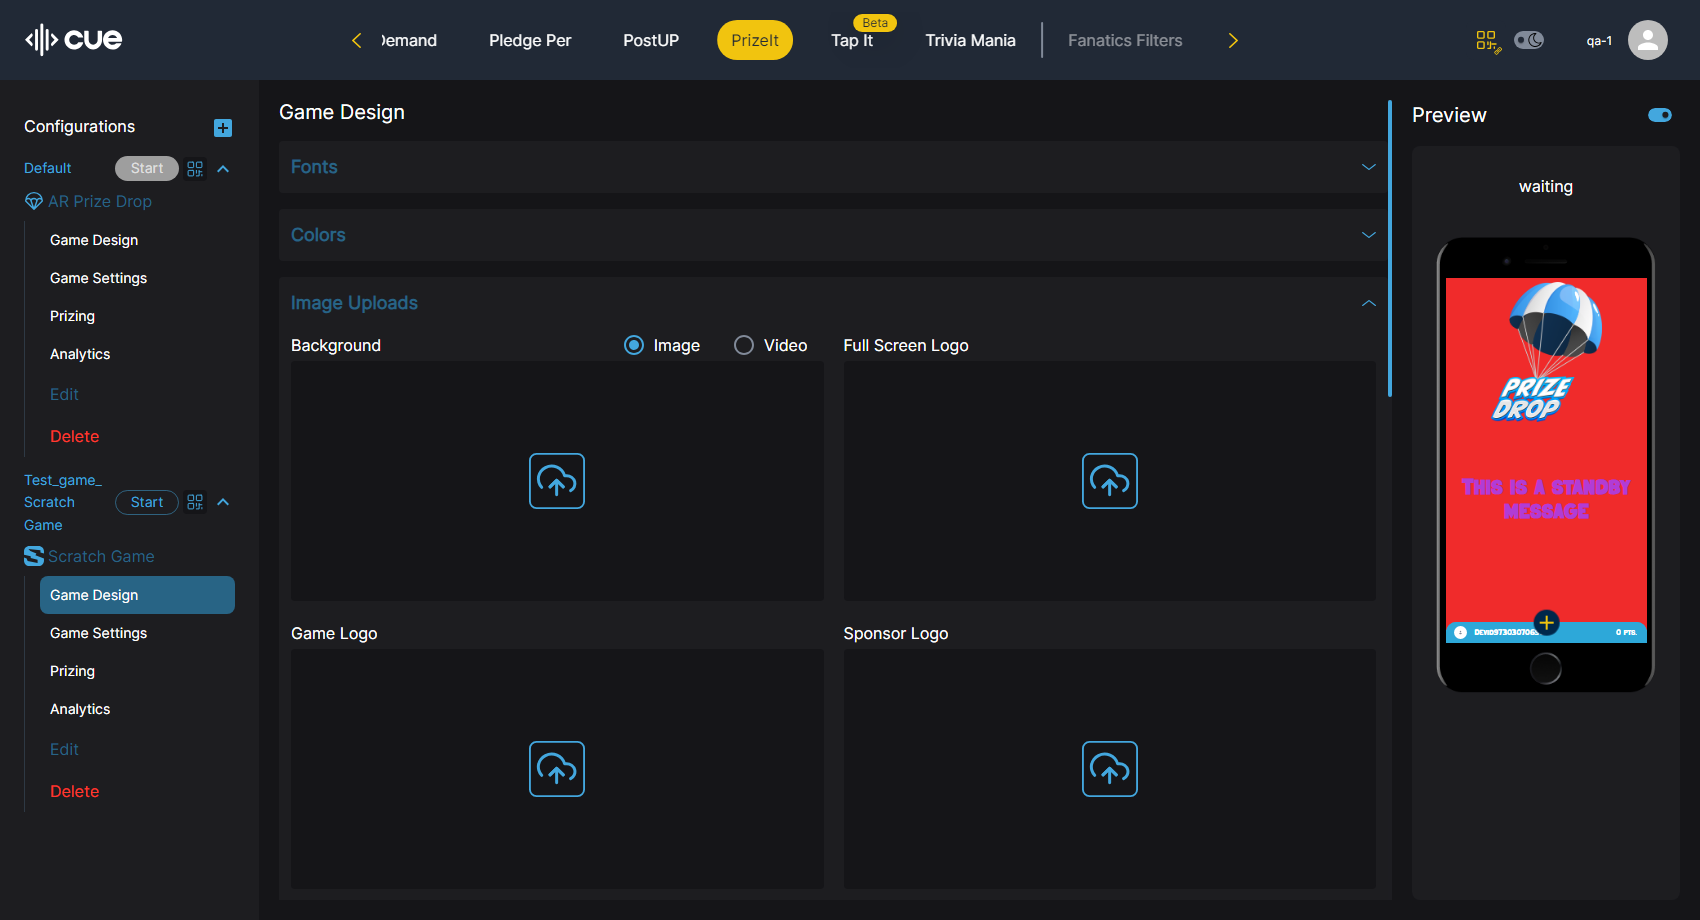 cue
Demand
Pledge Per
PostUP
PrizeIt
Beta
Tap It
Trivia Mania
Fanatics Filters
qa-1
Configurations
Default
Start
AR Prize Drop
Game Design
Game Settings
Prizing
Analytics
Edit
Delete
Test_game_
Scratch
Game
Start
Scratch Game
Game Design
Game Settings
Prizing
Analytics
Edit
Delete
Game Design
Fonts
Colors
Image Uploads
Background
Image
Video
Full Screen Logo
Game Logo
Sponsor Logo
Preview
waiting
PRIZE
DROP
THIS IS A STANDBY
MESSAGE
0 PTS.